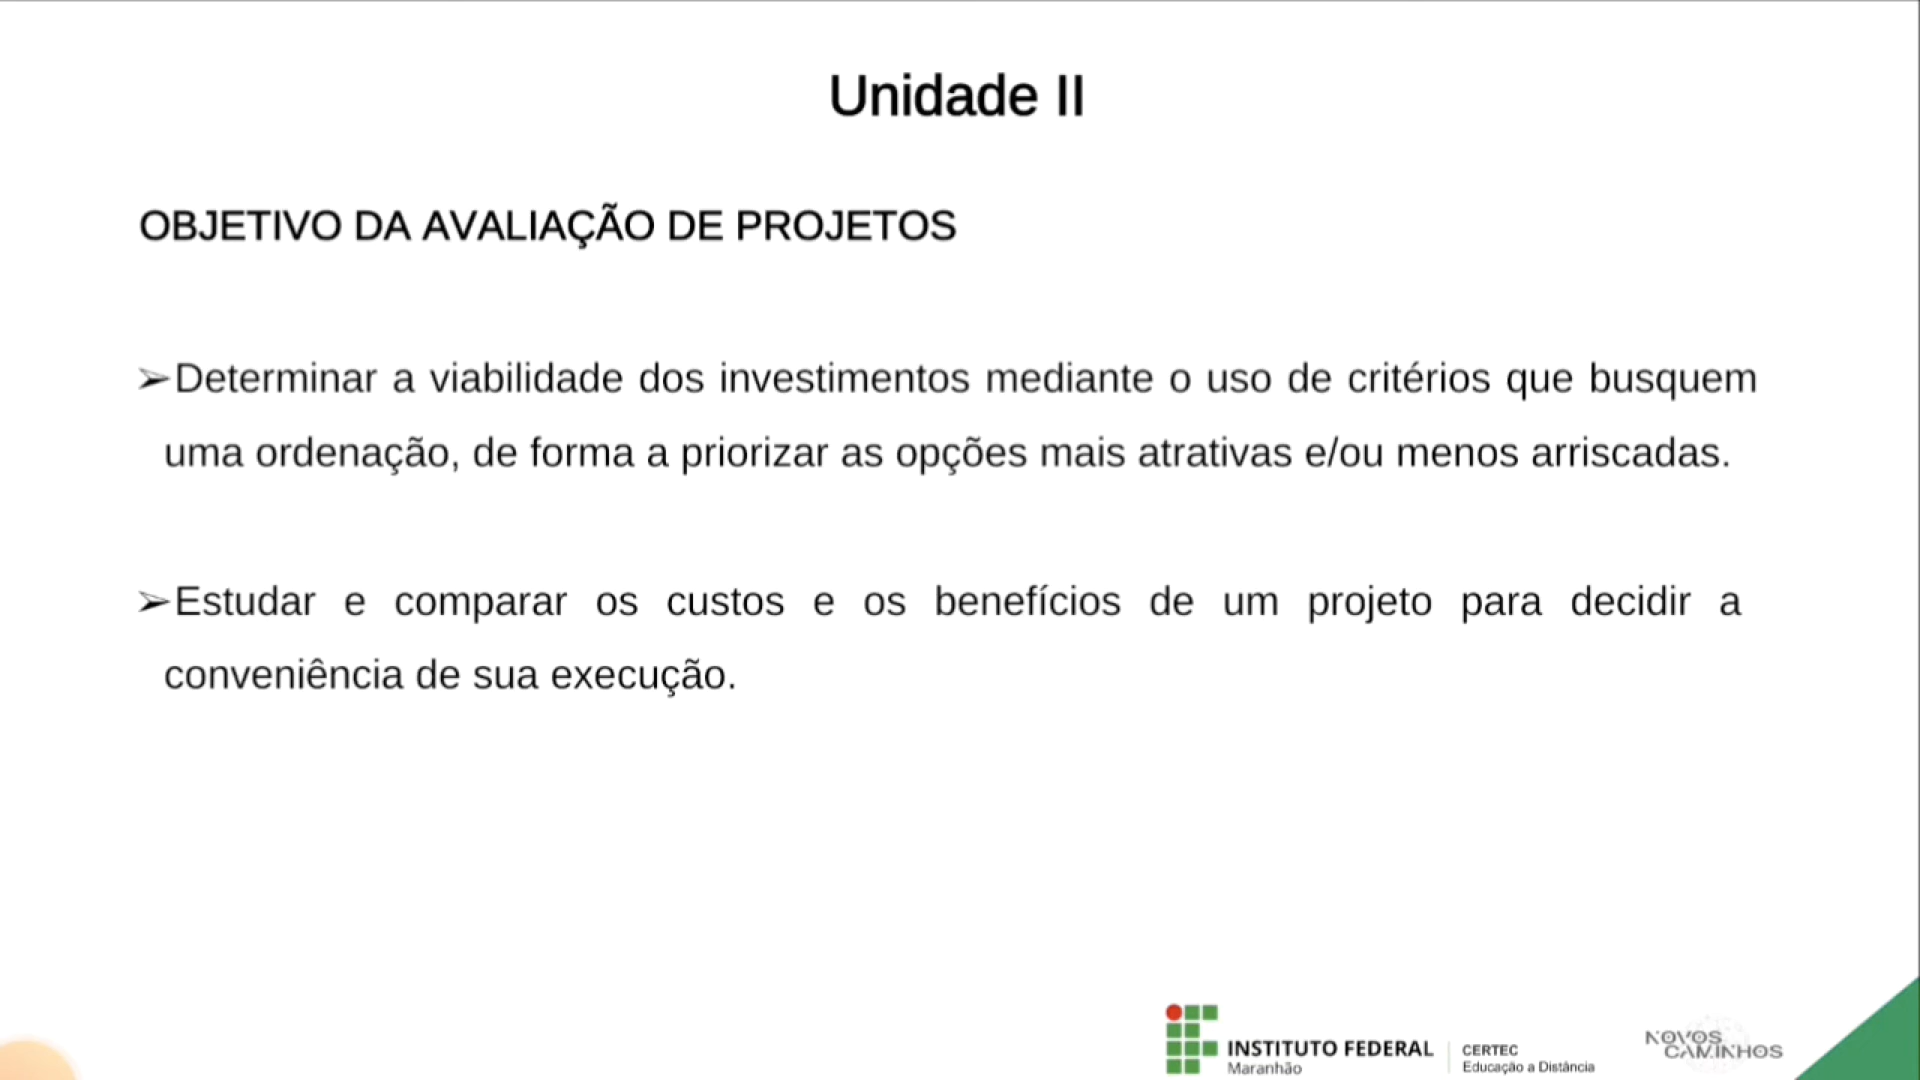 Unidade II
OBJETIVO DA AVALIAÇÃO DE PROJETOS
➢Determinar a viabilidade dos investimentos mediante o uso de critérios que busquem
uma ordenação, de forma a priorizar as opções mais atrativas e/ou menos arriscadas.
➢Estudar e comparar os custos e os benefícios de um projeto para decidir a
conveniência de sua execução.
INSTITUTO FEDERAL
Maranhão
CERTEC
Educação a Distância
NOVOS
CAMINHOS